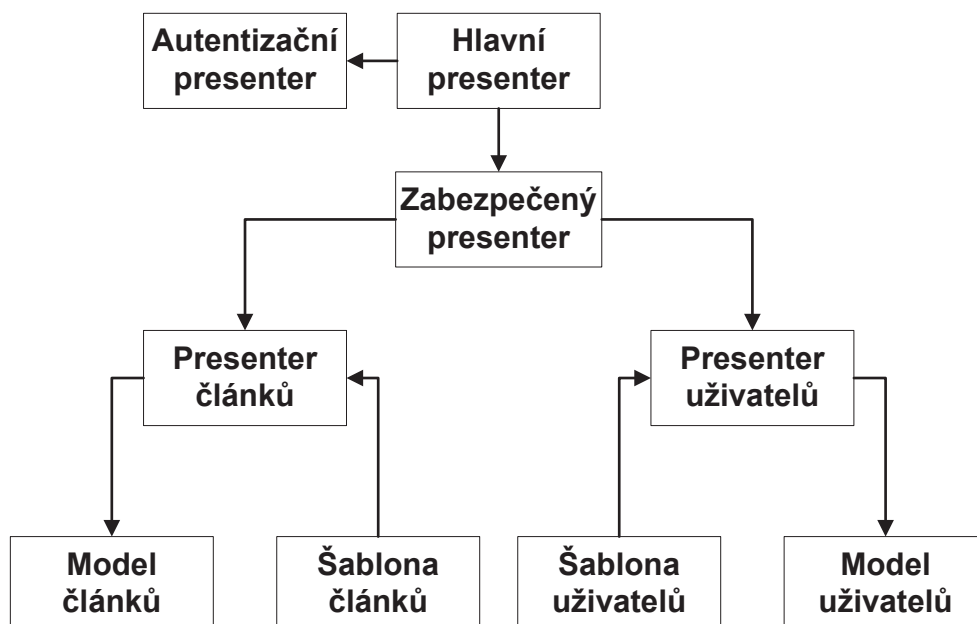 Autentizační
presenter
Hlavní
presenter
Zabezpečený
presenter
Presenter
článků
Presenter
uživatelů
Model
článků
Šablona
článků
Šablona
uživatelů
Model
uživatelů